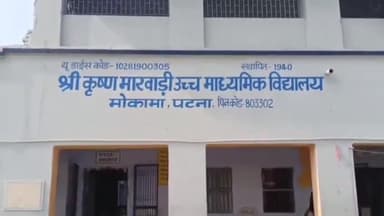 यू डाईस कोड- 10281900305 स्थापित- 1940
श्री कृष्ण मारवाड़ी उच्च माध्यमिक विद्यालय
मोकामा, पटना. पिनकोड- 803302